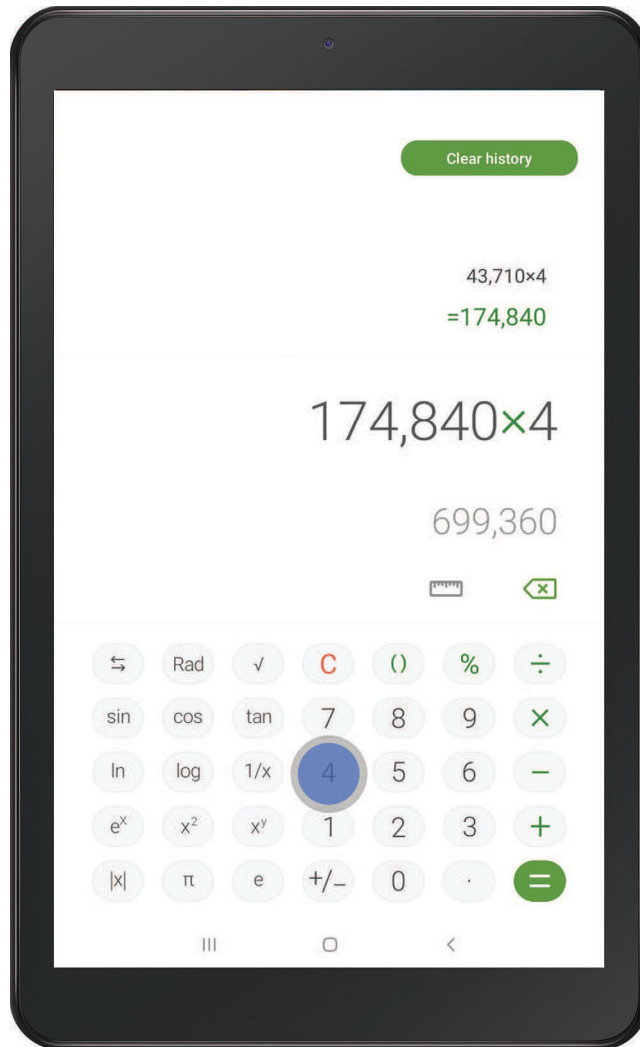 Clear history
43,710×4
=174,840
174,840×4
699,360
⇆ Rad √ C () % ÷
sin cos tan 7 8 9 ×
ln log 1/x 4 5 6 −
eˣ x² xʸ 1 2 3 +
|x| π e +/− 0 . =